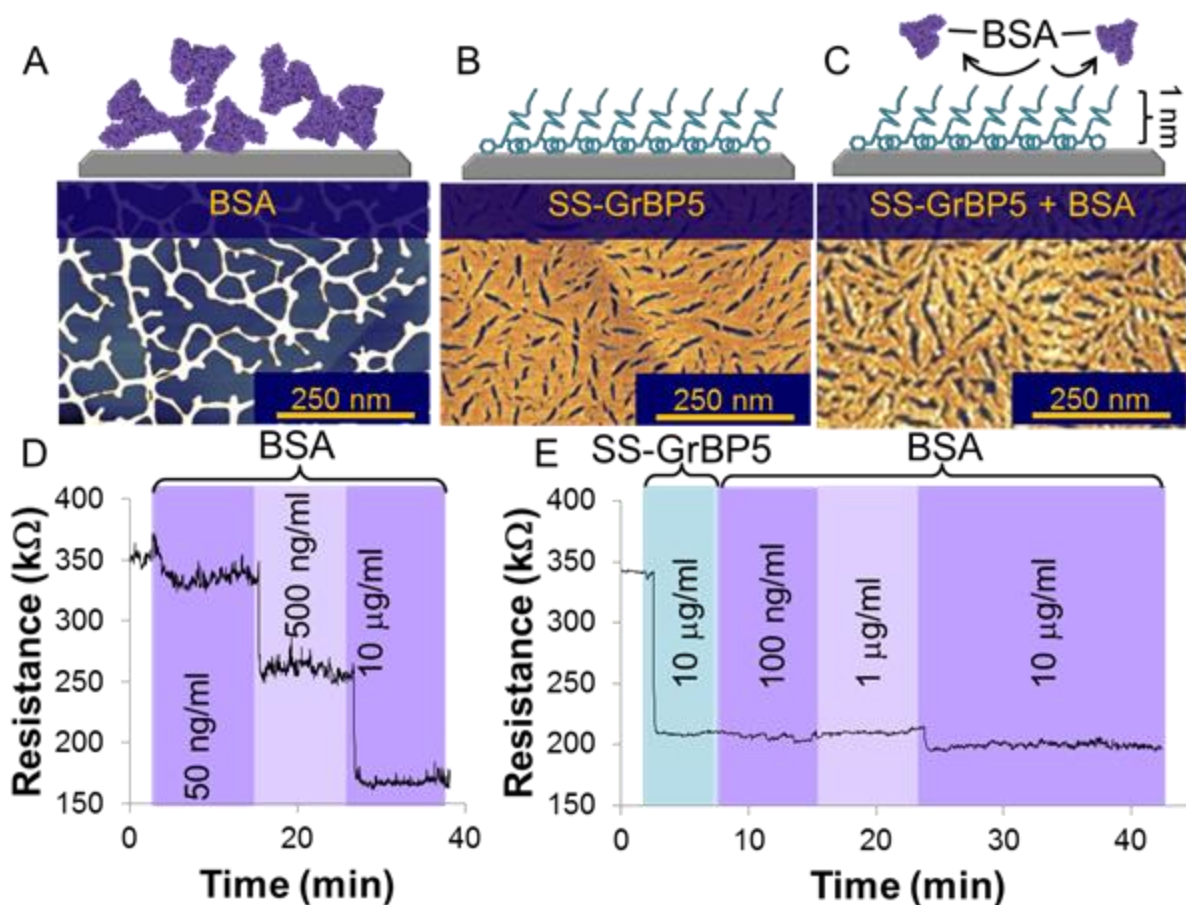 A
B
C
BSA
1 nm
BSA
SS-GrBP5
SS-GrBP5 + BSA
250 nm
250 nm
250 nm
D
BSA
Resistance (kΩ)
400
350
300
250
200
150
50 ng/ml
500 ng/ml
10 µg/ml
0
20
40
Time (min)
E
SS-GrBP5
BSA
Resistance (kΩ)
400
350
300
250
200
150
10 µg/ml
100 ng/ml
1 µg/ml
10 µg/ml
0
10
20
30
40
Time (min)